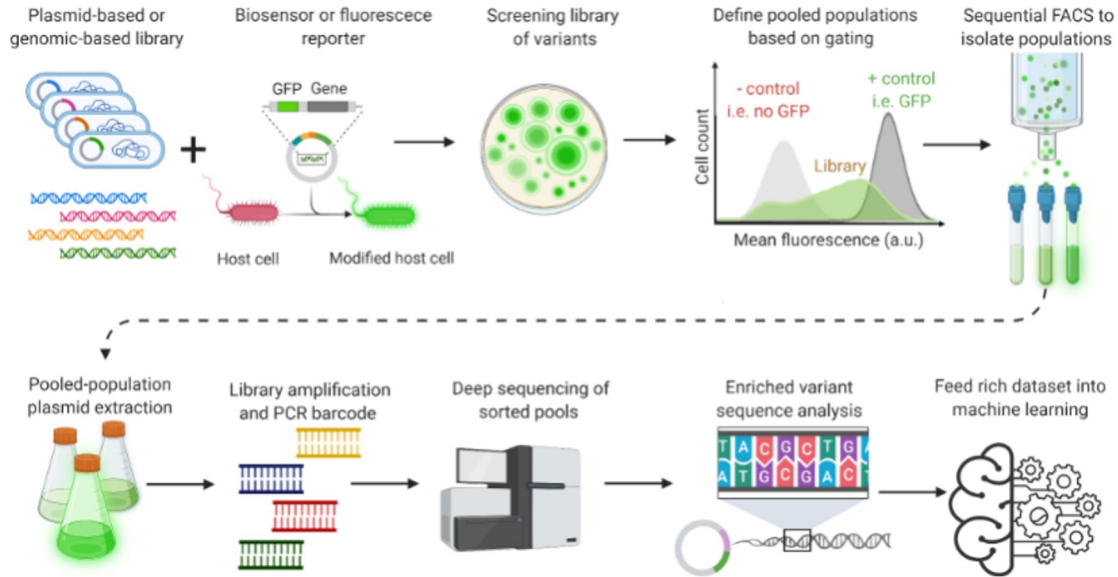 Plasmid-based or
genomic-based library
Biosensor or fluorescece
reporter
Screening library
of variants
Define pooled populations
based on gating
Sequential FACS to
isolate populations
GFP Gene
Host cell
Modified host cell
- control
i.e. no GFP
+ control
i.e. GFP
Library
Cell count
Mean fluorescence (a.u.)
Pooled-population
plasmid extraction
Library amplification
and PCR barcode
Deep sequencing of
sorted pools
Enriched variant
sequence analysis
Feed rich dataset into
machine learning
T A C G C T G A
A T G C G A C T